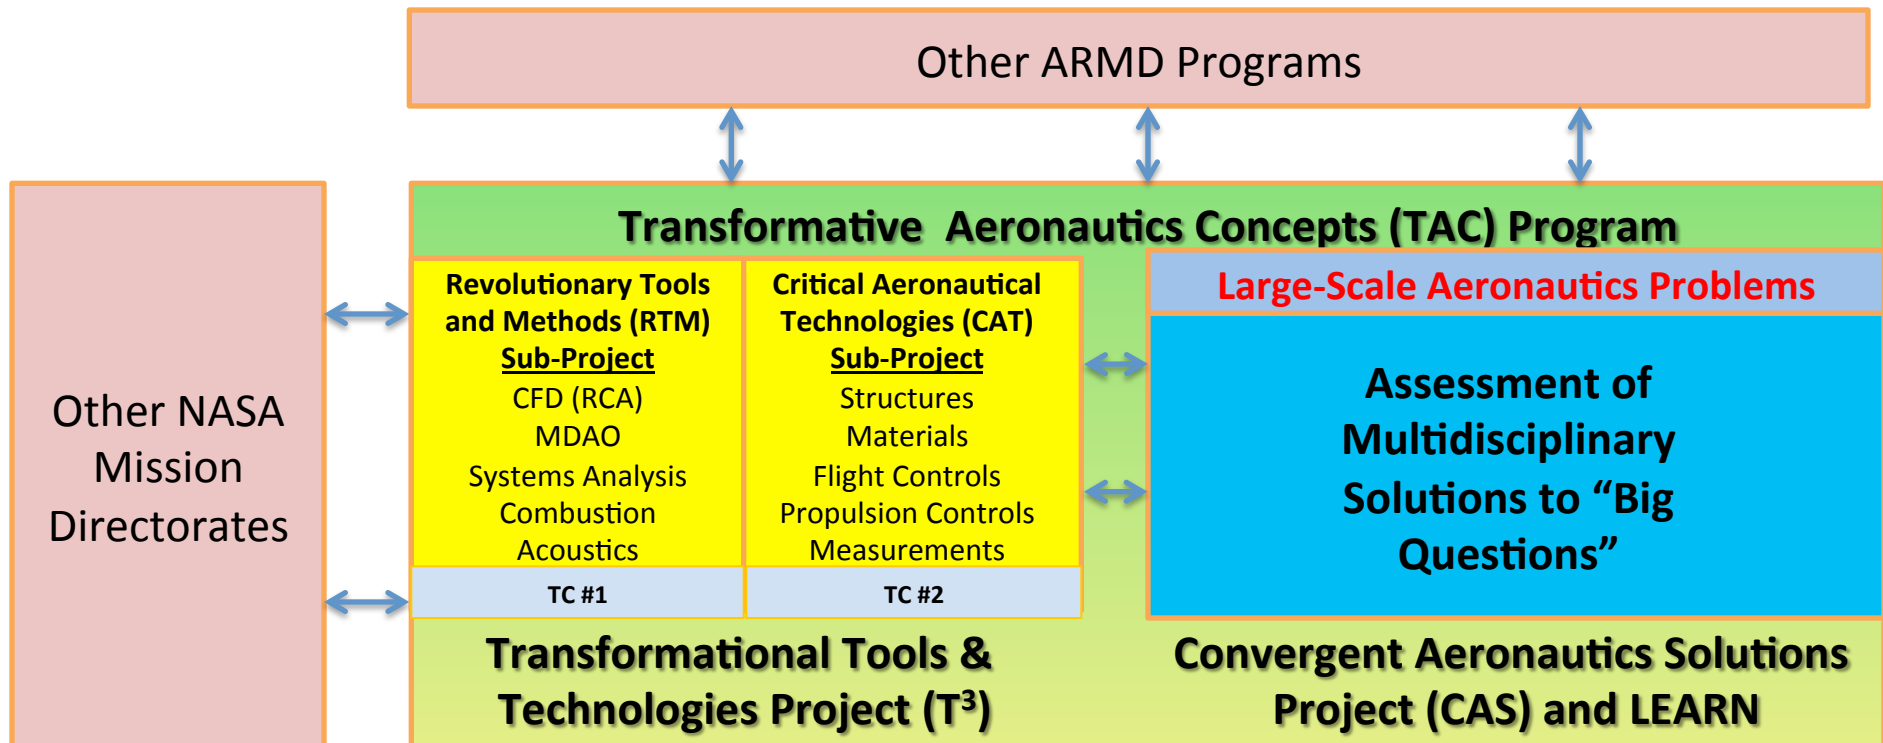 Other ARMD Programs
Other NASA
Mission
Directorates
Transformative Aeronautics Concepts (TAC) Program
Revolutionary Tools
and Methods (RTM)
Sub-Project
CFD (RCA)
MDAO
Systems Analysis
Combustion
Acoustics
TC #1
Critical Aeronautical
Technologies (CAT)
Sub-Project
Structures
Materials
Flight Controls
Propulsion Controls
Measurements
TC #2
Transformational Tools &
Technologies Project (T³)
Large-Scale Aeronautics Problems
Assessment of
Multidisciplinary
Solutions to “Big
Questions”
Convergent Aeronautics Solutions
Project (CAS) and LEARN